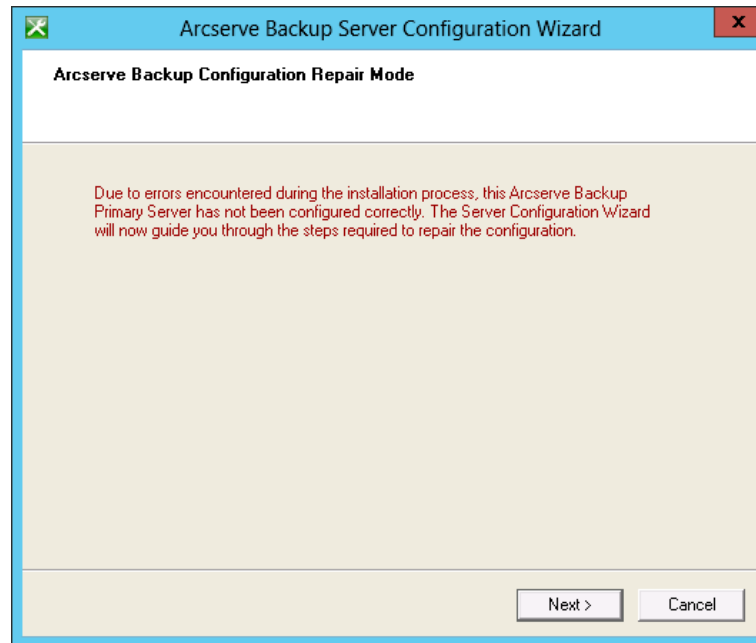 Arcserve Backup Server Configuration Wizard
x
Arcserve Backup Configuration Repair Mode
Due to errors encountered during the installation process, this Arcserve Backup
Primary Server has not been configured correctly. The Server Configuration Wizard
will now guide you through the steps required to repair the configuration.
Next >
Cancel